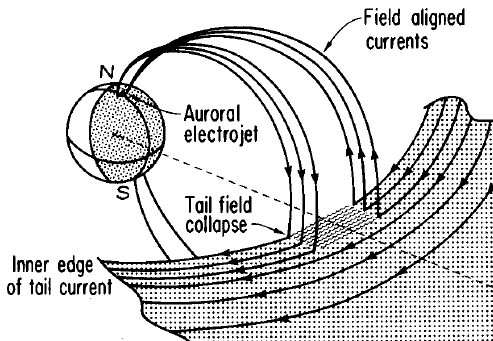 Field aligned
currents
N
Auroral
electrojet
S
Tail field
collapse
Inner edge
of tail current